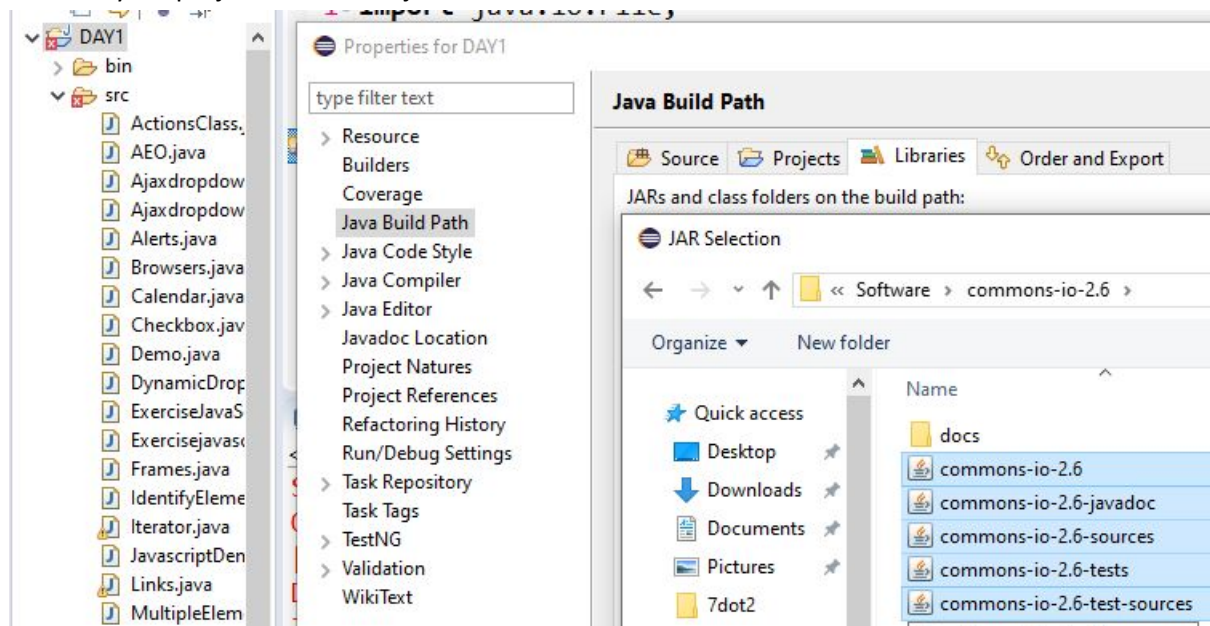 import java.io.File;
DAY1
bin
src
ActionsClass.
AEO.java
Ajaxdropdow
Ajaxdropdow
Alerts.java
Browsers.java
Calendar.java
Checkbox.jav
Demo.java
DynamicDrop
ExerciseJavaS
Exercisejavasc
Frames.java
IdentifyEleme
Iterator.java
JavascriptDen
Links.java
MultipleElem
Properties for DAY1
type filter text
Resource
Builders
Coverage
Java Build Path
Java Code Style
Java Compiler
Java Editor
Javadoc Location
Project Natures
Project References
Refactoring History
Run/Debug Settings
Task Repository
Task Tags
TestNG
Validation
WikiText
Java Build Path
Source Projects Libraries Order and Export
JARs and class folders on the build path:
JAR Selection
« Software > commons-io-2.6 >
Organize New folder
Quick access
Desktop
Downloads
Documents
Pictures
7dot2
Name
docs
commons-io-2.6
commons-io-2.6-javadoc
commons-io-2.6-sources
commons-io-2.6-tests
commons-io-2.6-test-sources